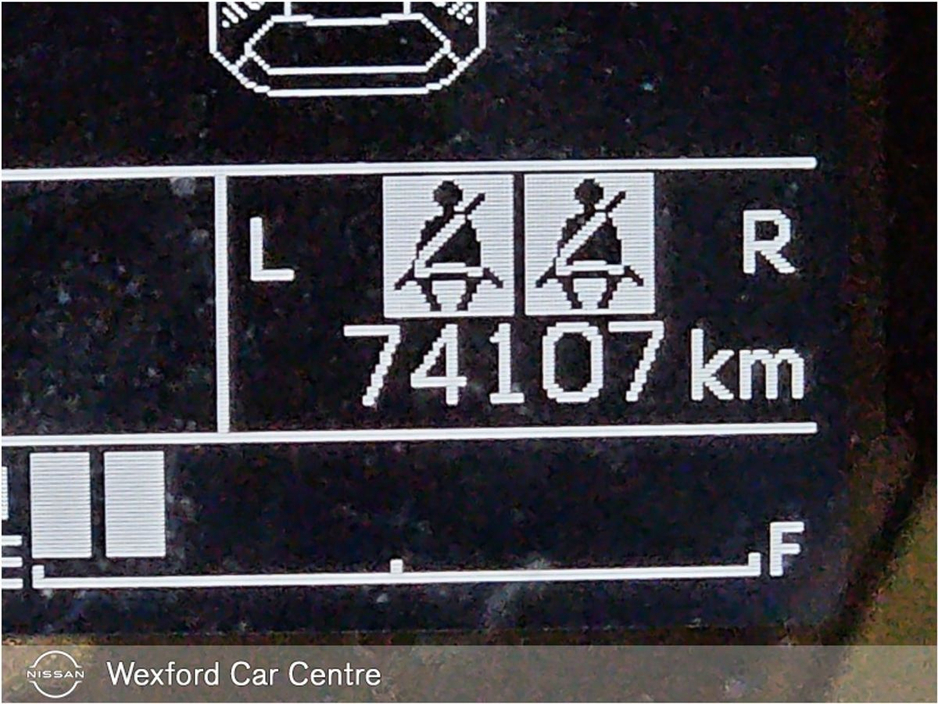 L R
74107 km
E F
NISSAN Wexford Car Centre